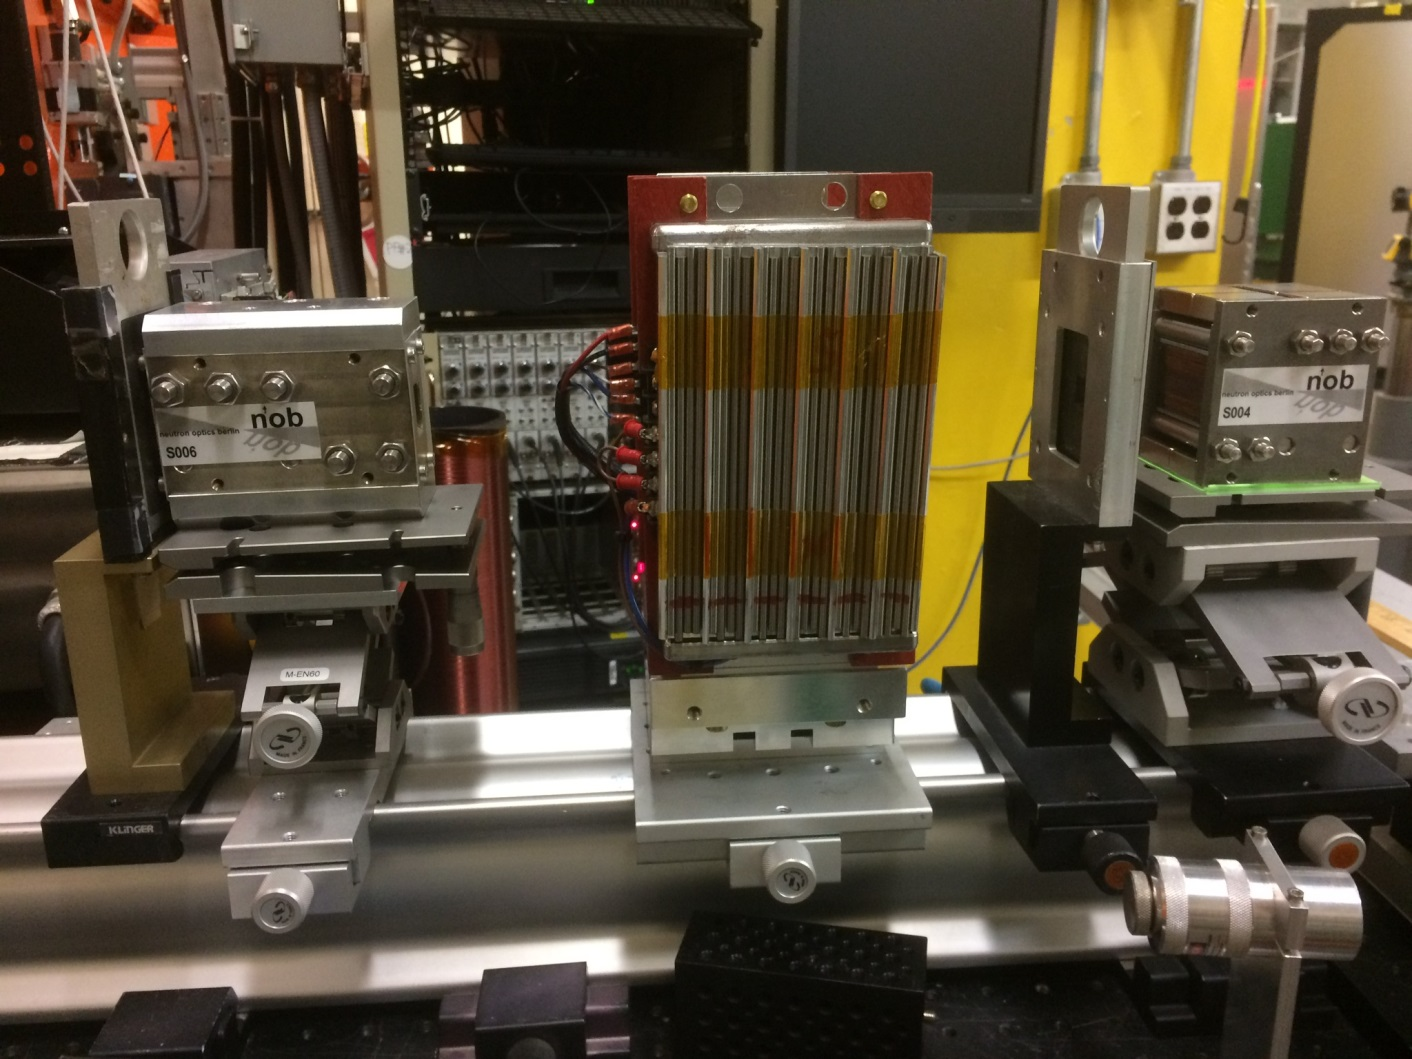 nob
neutron optics berlin
S006
nob
neutron optics berlin
S004
M-EN60
KLINGER